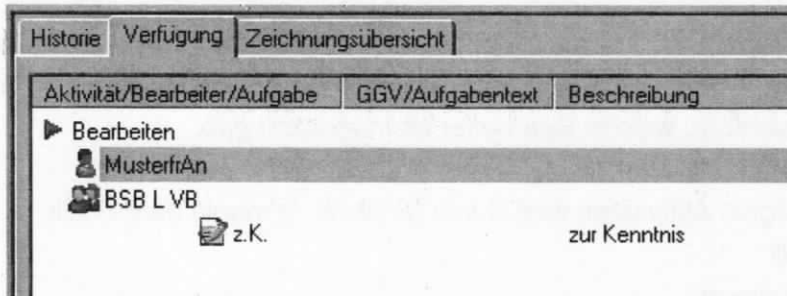 Historie Verfügung Zeichnungsübersicht
Aktivität/Bearbeiter/Aufgabe GGV/Aufgabentext Beschreibung
Bearbeiten
MusterfrAn
BSB L VB
z.K. zur Kenntnis